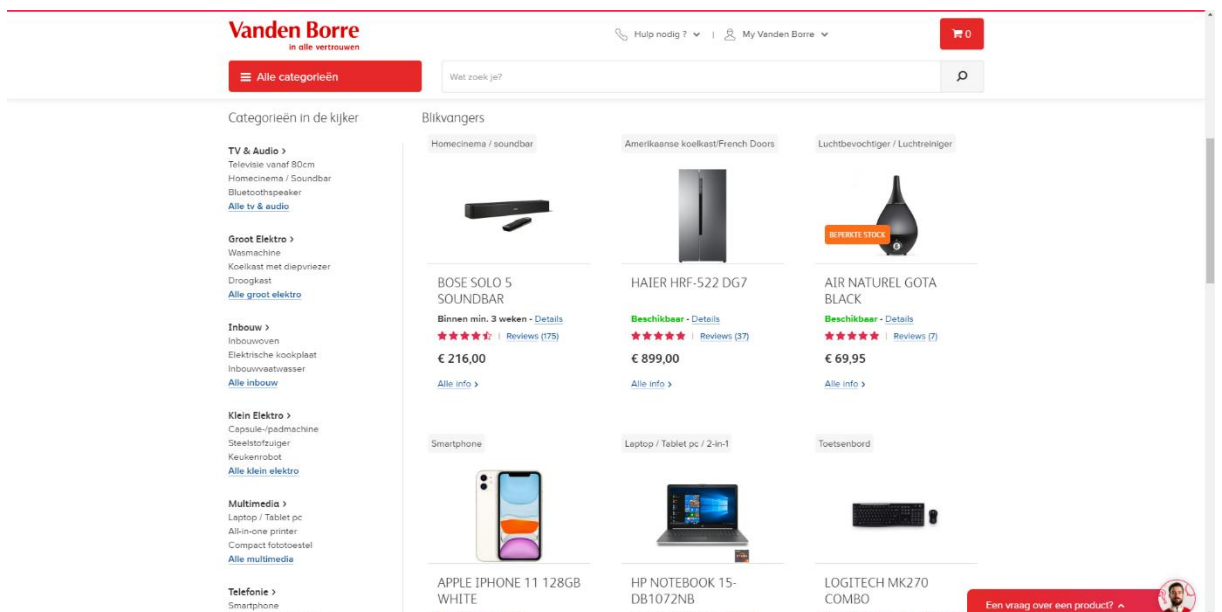 Vanden Borre
in alle vertrouwen
Hulp nodig ? | My Vanden Borre
0
Alle categorieën
Wat zoek je?
Categorieën in de kijker
TV & Audio >
Televisie vanaf 80cm
Homecinema / Soundbar
Bluetoothspeaker
Alle tv & audio
Groot Elektro >
Wasmachine
Koelkast met diepvriezer
Droogkast
Alle groot elektro
Inbouw >
Inbouwoven
Elektrische kookplaat
Inbouwvaatwasser
Alle inbouw
Klein Elektro >
Capsule-/padmachine
Steelstofzuiger
Keukenrobot
Alle klein elektro
Multimedia >
Laptop / Tablet pc
All-in-one printer
Compact fototoestel
Alle multimedia
Telefonie >
Smartphone
Blikvangers
Homecinema / soundbar
BOSE SOLO 5
SOUNDBAR
Binnen min. 3 weken - Details
| Reviews (175)
€ 216,00
Alle info >
Amerikaanse koelkast/French Doors
HAIER HRF-522 DG7
Beschikbaar - Details
| Reviews (37)
€ 899,00
Alle info >
Luchtbevochtiger / Luchtreiniger
BEPERKTE STOCK
AIR NATUREL GOTA
BLACK
Beschikbaar - Details
| Reviews (7)
€ 69,95
Alle info >
Smartphone
APPLE IPHONE 11 128GB
WHITE
Laptop / Tablet pc / 2-in-1
HP NOTEBOOK 15-
DB1072NB
Toetsenbord
LOGITECH MK270
COMBO
Een vraag over een product?